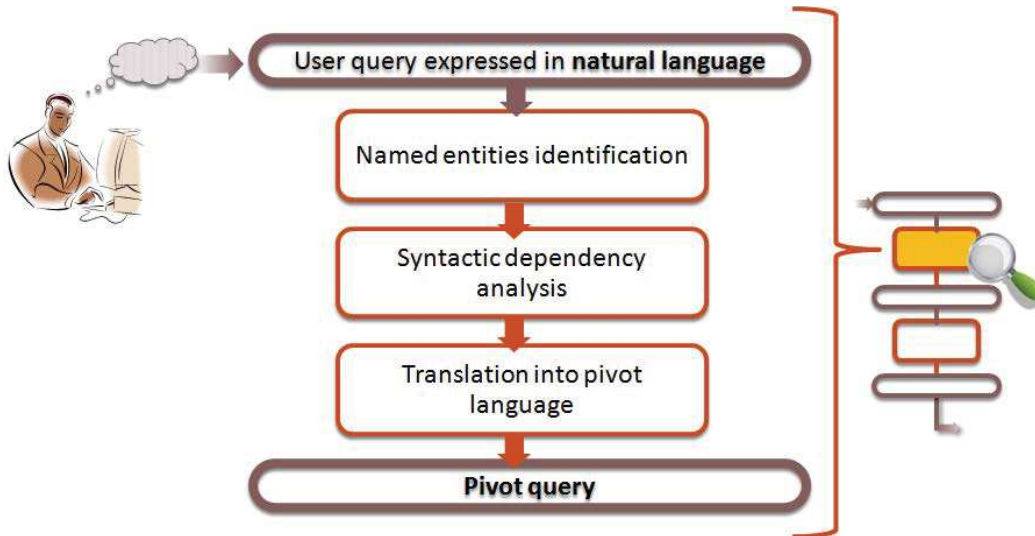 User query expressed in natural language
Named entities identification
Syntactic dependency
analysis
Translation into pivot
language
Pivot query